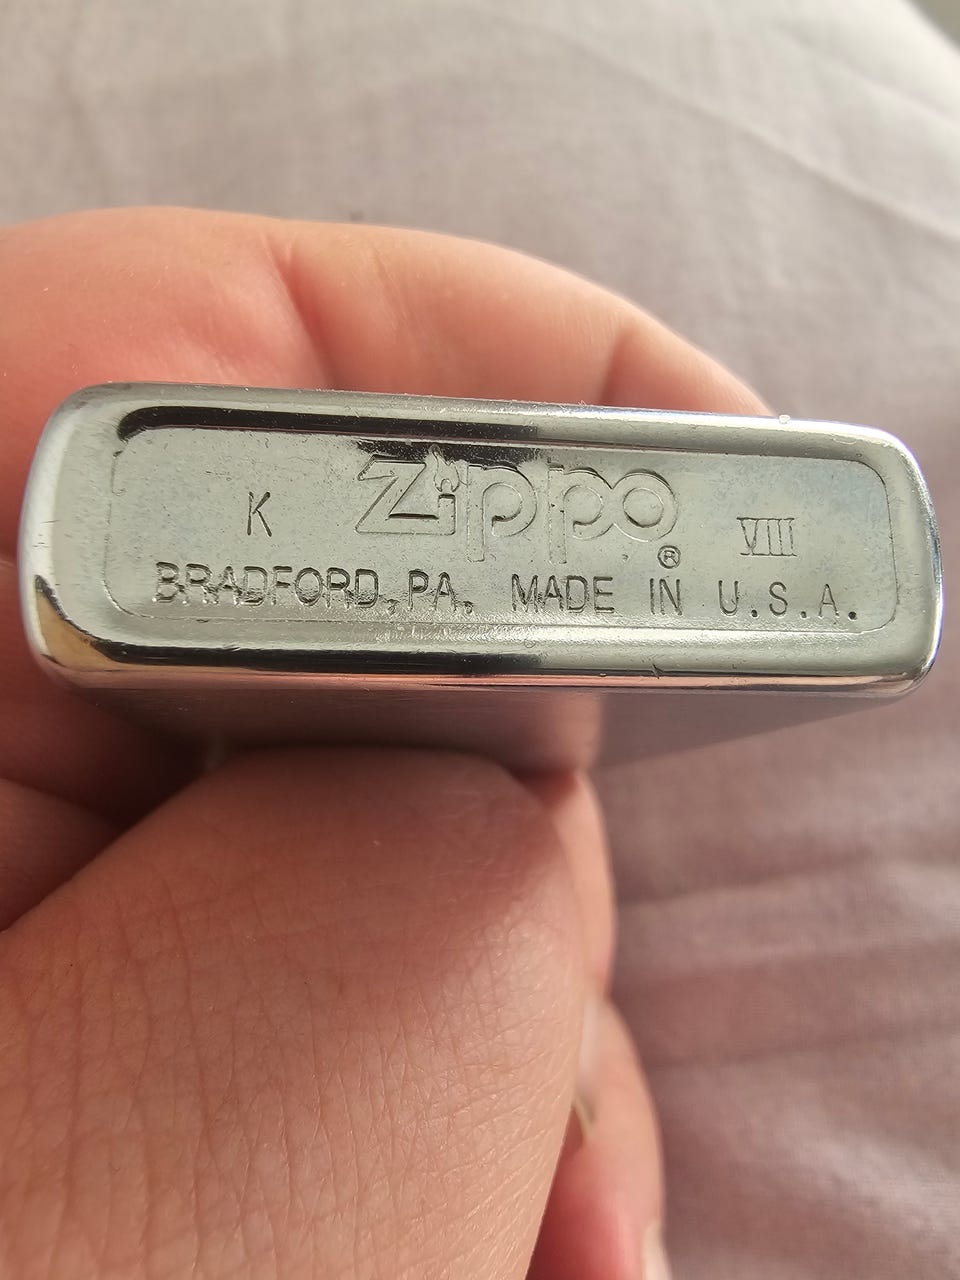 K Zippo® VIII
BRADFORD, PA. MADE IN U.S.A.